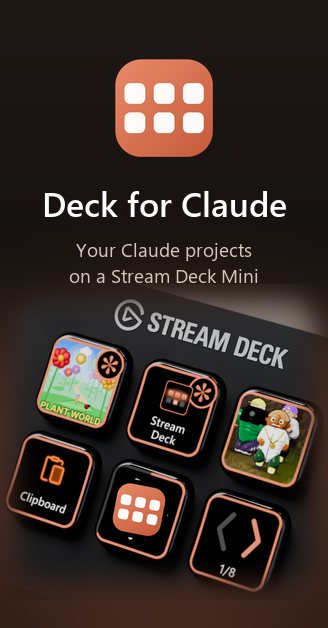 Deck for Claude
Your Claude projects
on a Stream Deck Mini
STREAM DECK
PLANT WORLD
Stream
Deck
Clipboard
1/8